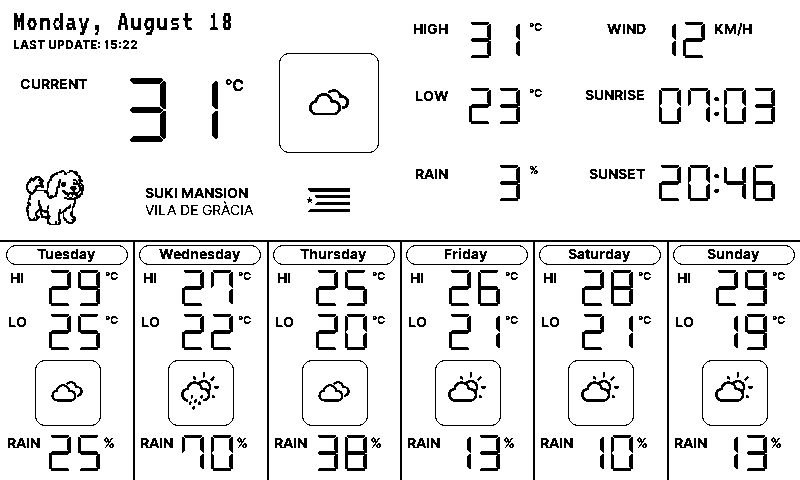 Monday, August 18
LAST UPDATE: 15:22
CURRENT 31 °C
SUKI MANSION
VILA DE GRÀCIA
HIGH 31 °C
LOW 23 °C
RAIN 3 %
WIND 12 KM/H
SUNRISE 07:03
SUNSET 20:46
Tuesday
HI 29 °C
LO 25 °C
RAIN 25 %
Wednesday
HI 27 °C
LO 22 °C
RAIN 70 %
Thursday
HI 25 °C
LO 20 °C
RAIN 38 %
Friday
HI 26 °C
LO 21 °C
RAIN 13 %
Saturday
HI 28 °C
LO 21 °C
RAIN 10 %
Sunday
HI 29 °C
LO 19 °C
RAIN 13 %